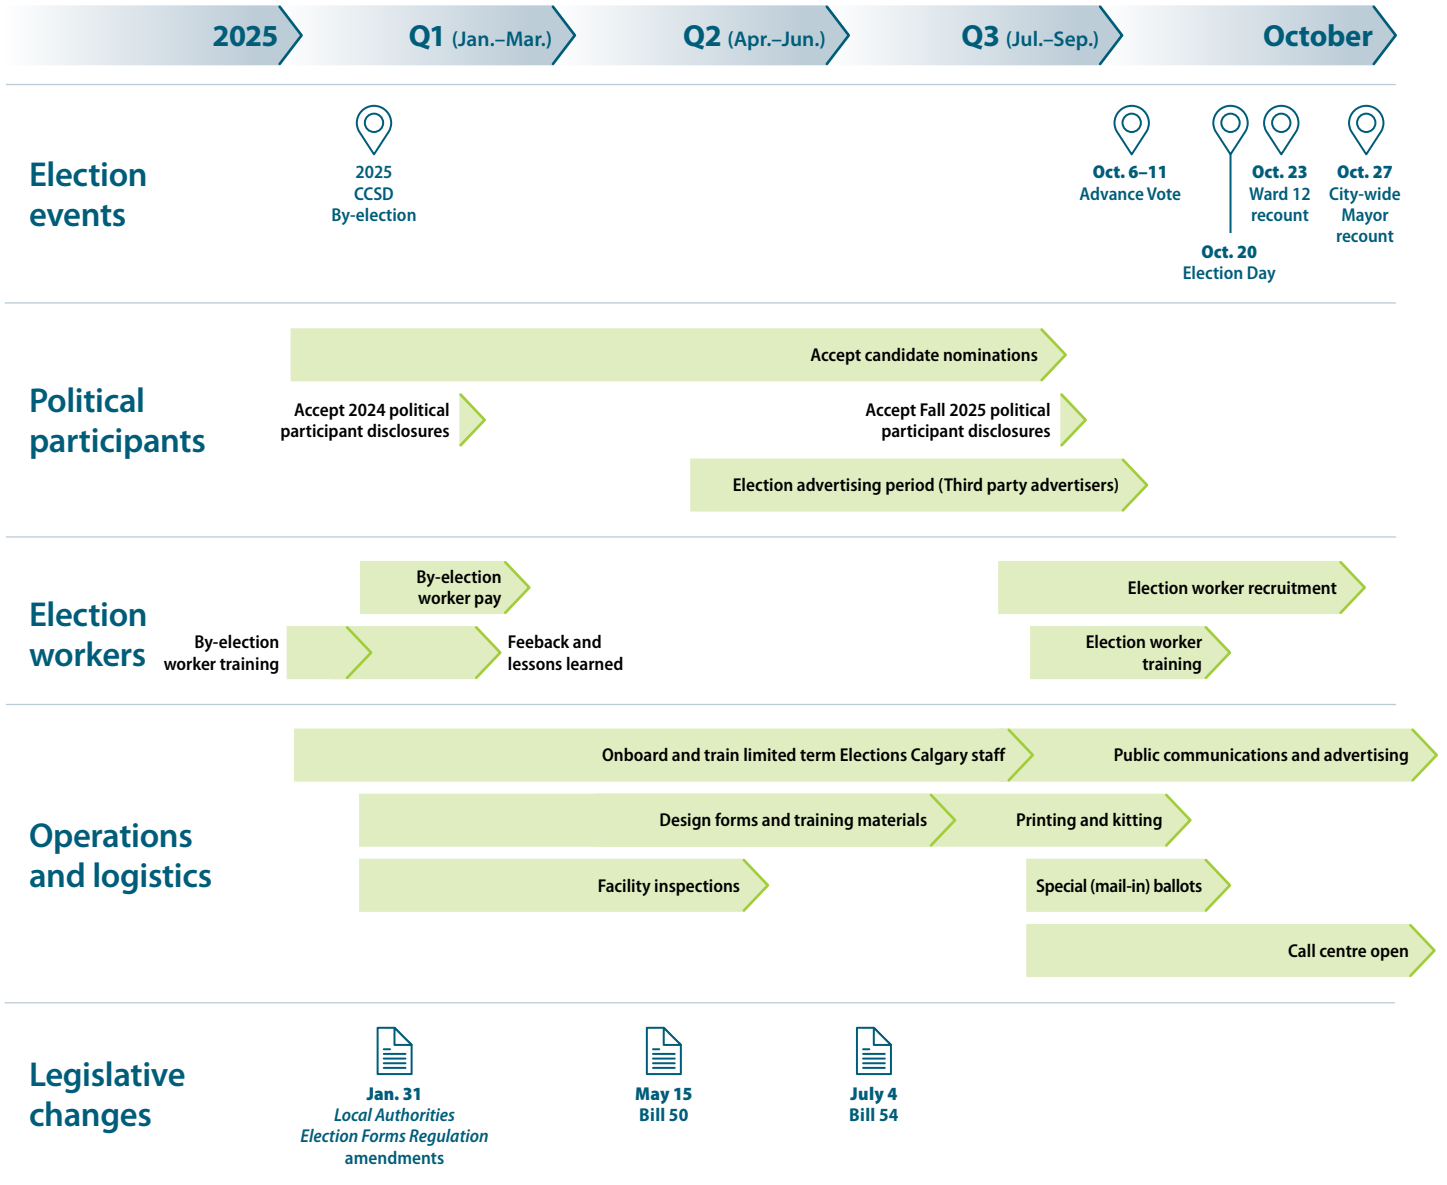 2025
Q1 (Jan.–Mar.)
Q2 (Apr.–Jun.)
Q3 (Jul.–Sep.)
October
Election
events
2025
CCSD
By-election
Oct. 6–11
Advance Vote
Oct. 20
Election Day
Oct. 23
Ward 12
recount
Oct. 27
City-wide
Mayor
recount
Political
participants
Accept candidate nominations
Accept 2024 political
participant disclosures
Accept Fall 2025 political
participant disclosures
Election advertising period (Third party advertisers)
Election
workers
By-election
worker pay
Election worker recruitment
By-election
worker training
Feeback and
lessons learned
Election worker
training
Operations
and logistics
Onboard and train limited term Elections Calgary staff
Public communications and advertising
Design forms and training materials
Printing and kitting
Facility inspections
Special (mail-in) ballots
Call centre open
Legislative
changes
Jan. 31
Local Authorities
Election Forms Regulation
amendments
May 15
Bill 50
July 4
Bill 54